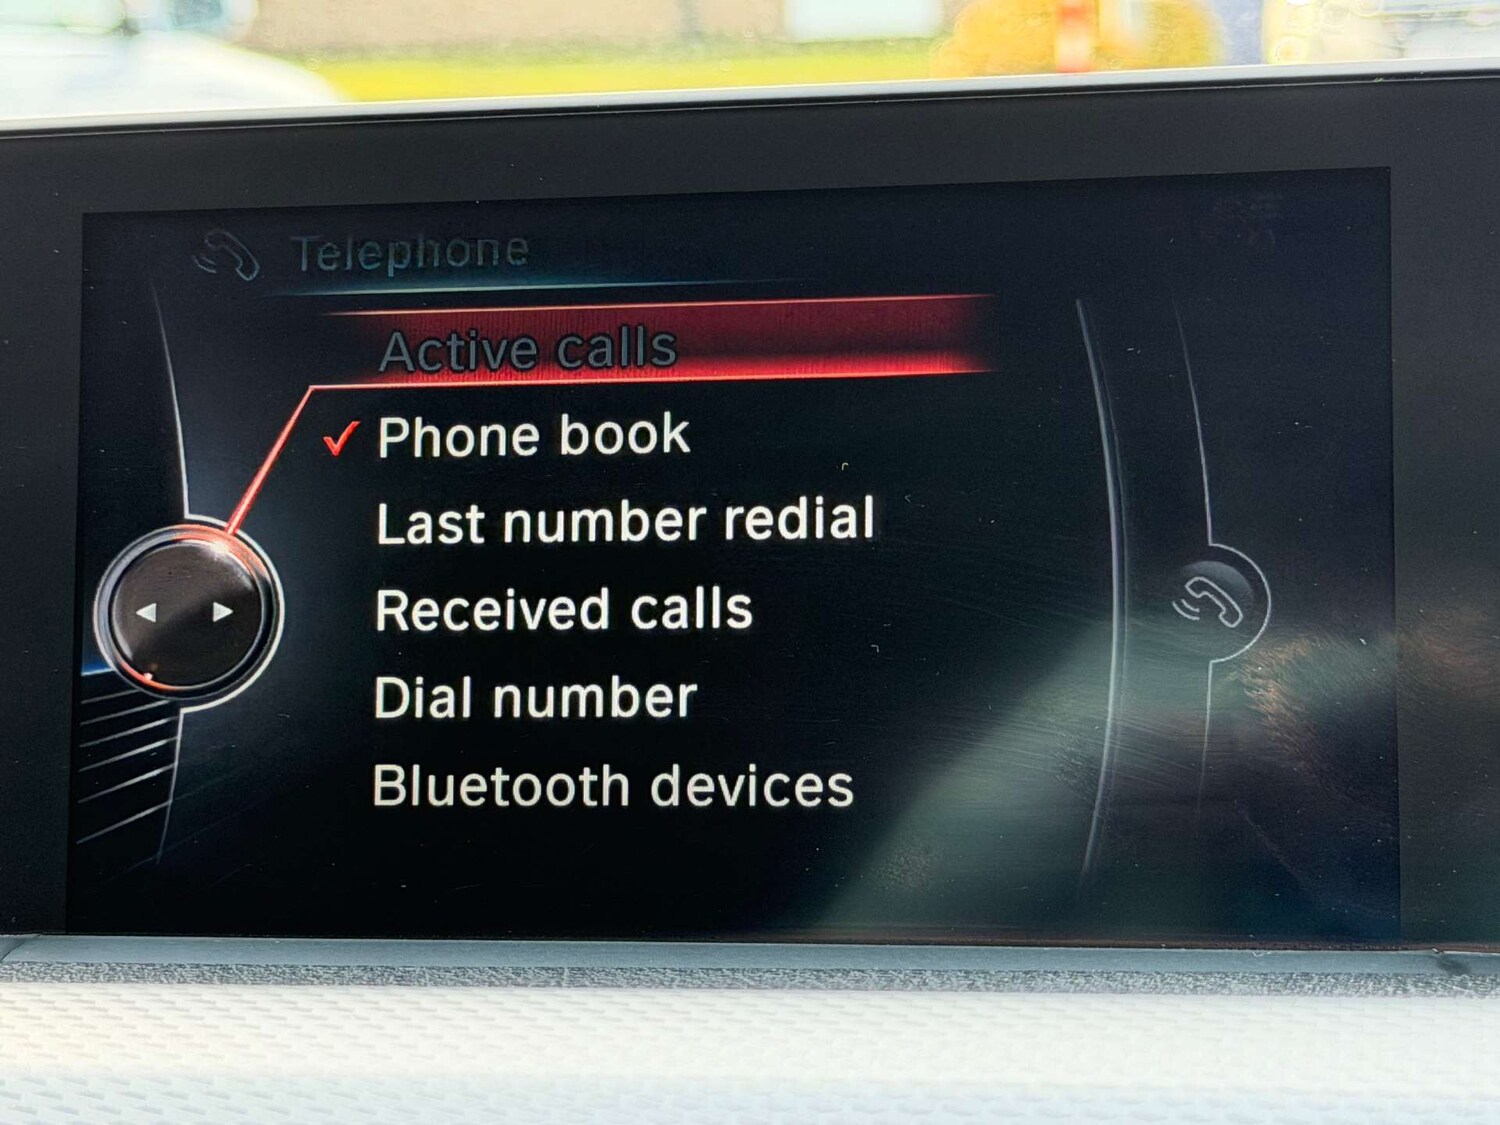 Telephone
Active calls
Phone book
Last number redial
Received calls
Dial number
Bluetooth devices